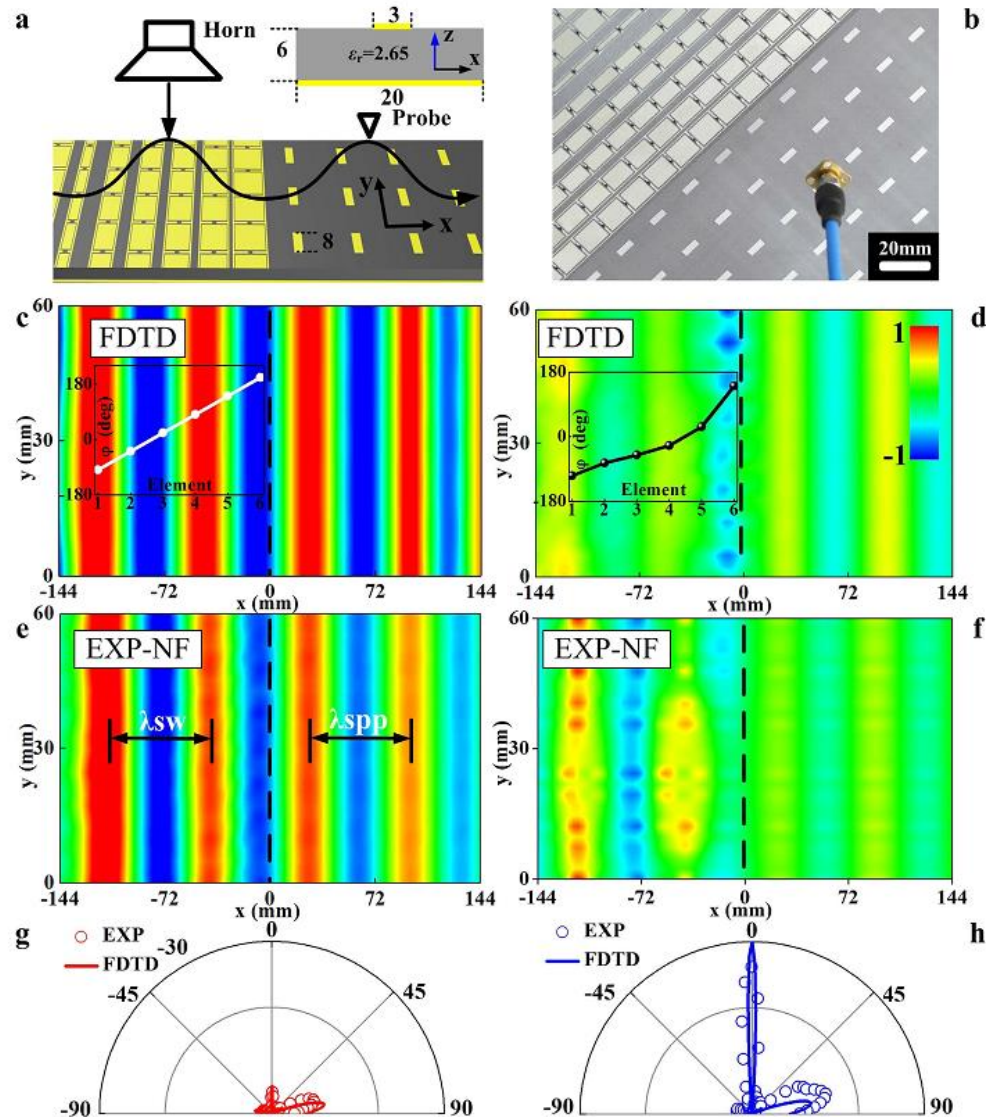 a
Horn
3
6
εr=2.65
z
x
20
Probe
y
x
8
b
20mm
c
FDTD
60
30
0
y (mm)
180
0
-180
φ (deg)
Element
1 2 3 4 5 6
-144 -72 0 72 144
x (mm)
d
FDTD
1
-1
60
30
0
y (mm)
180
0
-180
φ (deg)
Element
1 2 3 4 5 6
-144 -72 0 72 144
x (mm)
e
EXP-NF
λsw
λspp
60
30
0
y (mm)
-144 -72 0 72 144
x (mm)
f
EXP-NF
60
30
0
y (mm)
-144 -72 0 72 144
x (mm)
g
EXP
FDTD
-30
0
-45
45
-90
90
h
EXP
FDTD
0
-45
45
-90
90